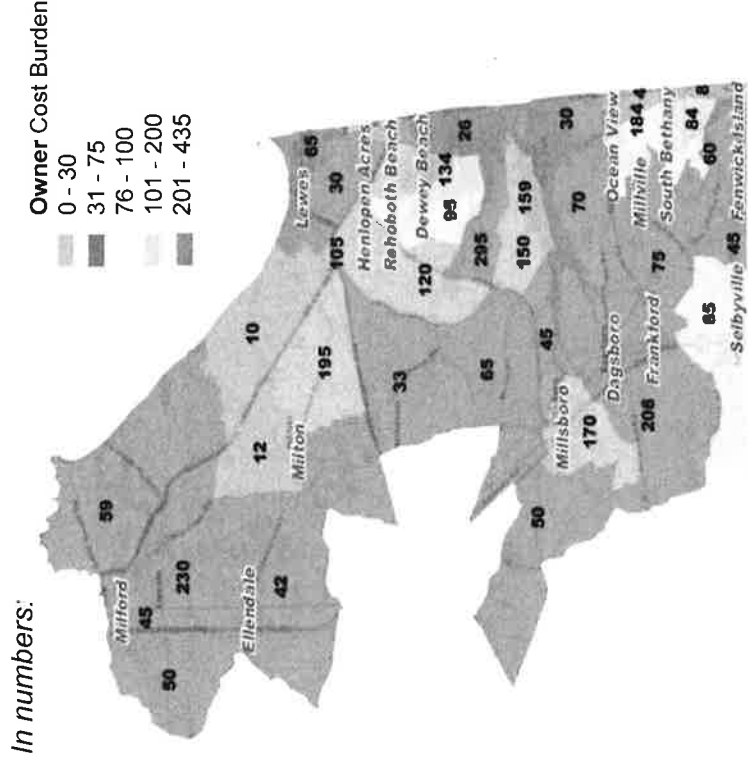 In numbers:
Owner Cost Burden
0 - 30
31 - 75
76 - 100
101 - 200
201 - 435
Milford
45
50
230
59
Ellendale
42
12
Milton
10
195
Lewes
65
30
105
Henlopen Acres
Rehoboth Beach
Dewey Beach
134
26
120
295
33
65
150
159
30
70
45
Ocean View
184
4
Millville
South Bethany
84
8
60
Fenwick Island
75
45
Selbyville
Frankford
Dagsboro
Millsboro
170
50